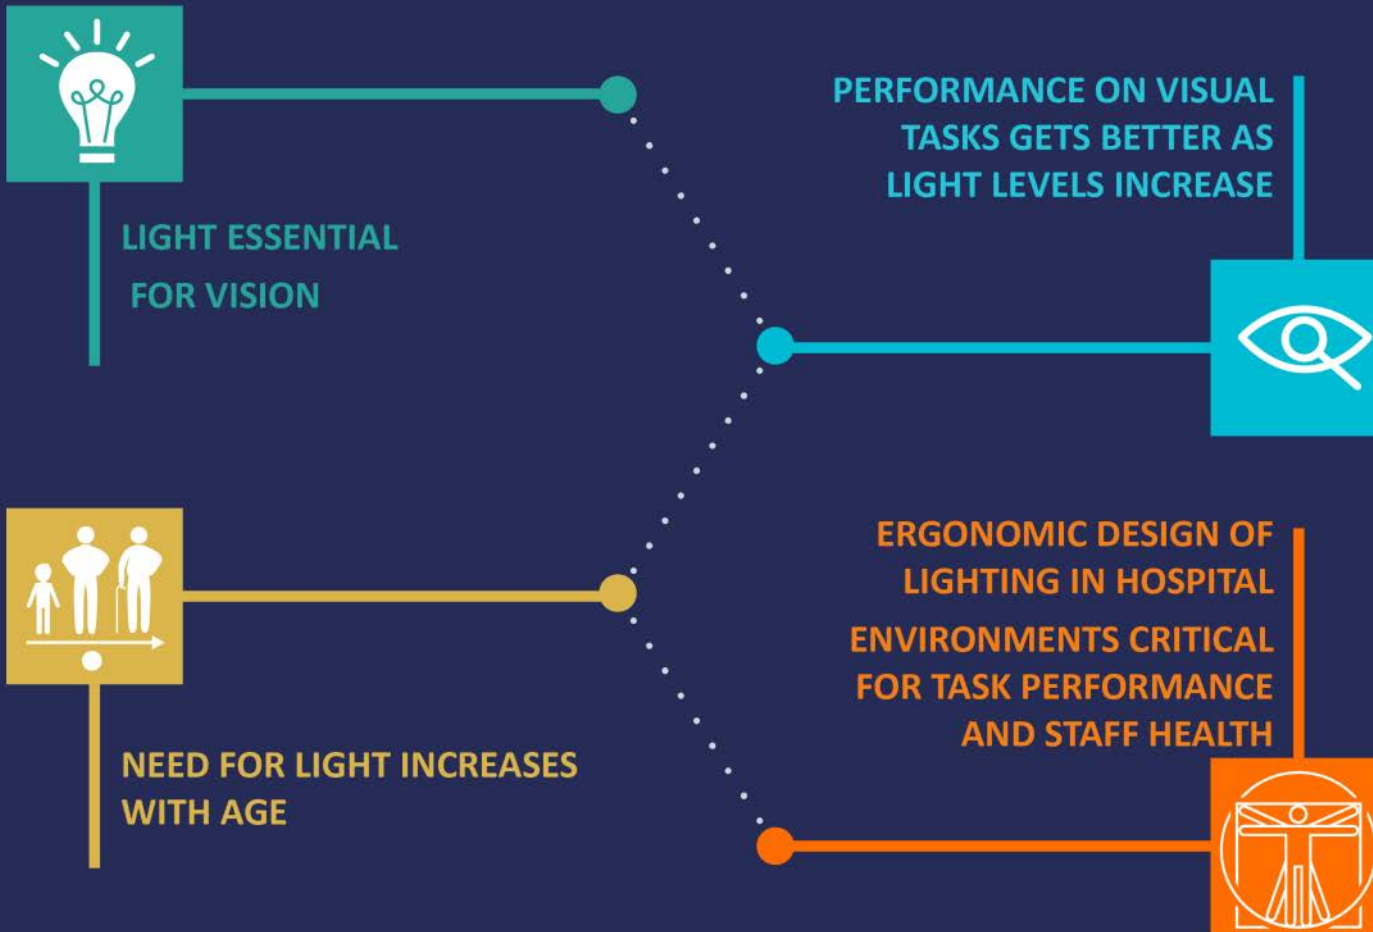 LIGHT ESSENTIAL
FOR VISION
PERFORMANCE ON VISUAL
TASKS GETS BETTER AS
LIGHT LEVELS INCREASE
NEED FOR LIGHT INCREASES
WITH AGE
ERGONOMIC DESIGN OF
LIGHTING IN HOSPITAL
ENVIRONMENTS CRITICAL
FOR TASK PERFORMANCE
AND STAFF HEALTH